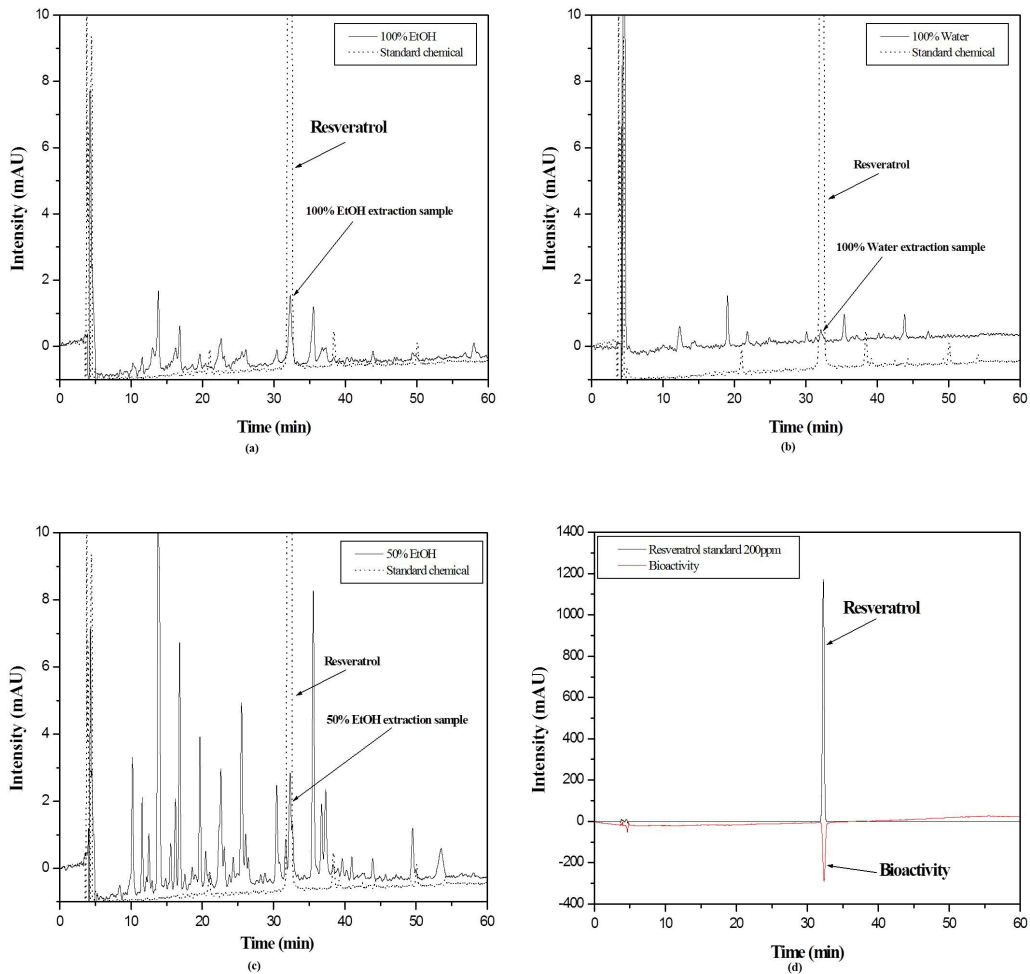 100% EtOH
Standard chemical
Resveratrol
100% EtOH extraction sample
Intensity (mAU)
10
8
6
4
2
0
0 10 20 30 40 50 60
Time (min)
(a)
100% Water
Standard chemical
Resveratrol
100% Water extraction sample
Intensity (mAU)
10
8
6
4
2
0
0 10 20 30 40 50 60
Time (min)
(b)
50% EtOH
Standard chemical
Resveratrol
50% EtOH extraction sample
Intensity (mAU)
10
8
6
4
2
0
0 10 20 30 40 50 60
Time (min)
(c)
Resveratrol standard 200ppm
Bioactivity
Resveratrol
Bioactivity
Intensity (mAU)
1400
1200
1000
800
600
400
200
0
-200
-400
0 10 20 30 40 50 60
Time (min)
(d)